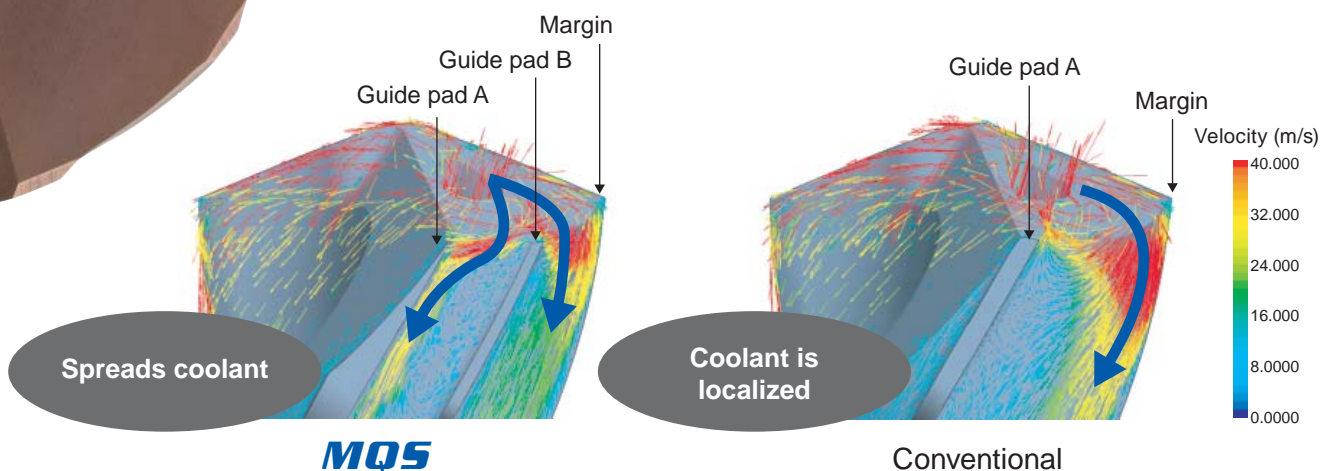 Margin
Guide pad B
Guide pad A
Spreads coolant
MQS
Guide pad A
Margin
Coolant is
localized
Conventional
Velocity (m/s)
40.000
32.000
24.000
16.000
8.0000
0.0000